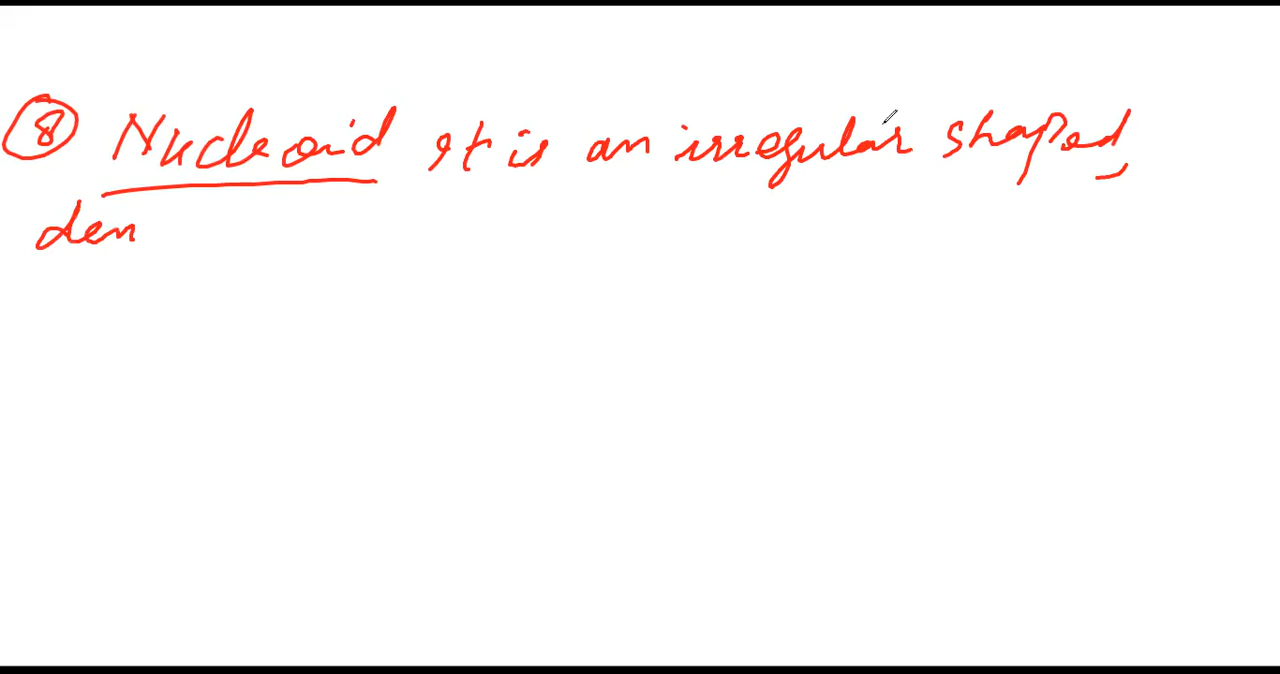 8 Nucleoid It is an irregular shaped,
den